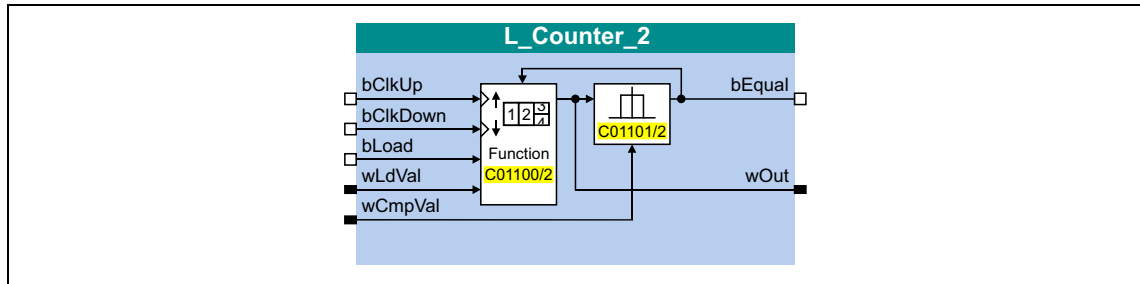 L_Counter_2
bClkUp
bEqual
bClkDown
1 2 3 4
C01101/2
bLoad
Function
wLdVal
C01100/2
wOut
wCmpVal